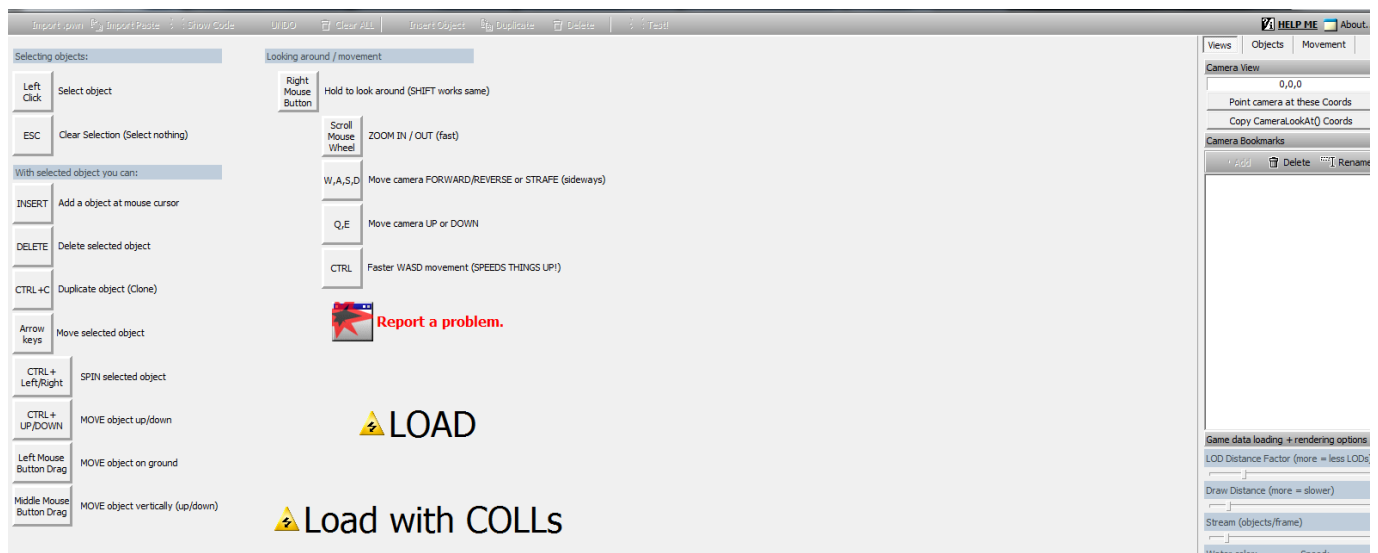 Import .pwn Import Paste Show Code UNDO Clear ALL Insert Object Duplicate Delete Test!
HELP ME About.
Selecting objects:
Left
Click
Select object
ESC
Clear Selection (Select nothing)
With selected object you can:
INSERT
Add a object at mouse cursor
DELETE
Delete selected object
CTRL+C
Duplicate object (Clone)
Arrow
keys
Move selected object
CTRL+
Left/Right
SPIN selected object
CTRL+
UP/DOWN
MOVE object up/down
Left Mouse
Button Drag
MOVE object on ground
Middle Mouse
Button Drag
MOVE object vertically (up/down)
Looking around / movement
Right
Mouse
Button
Hold to look around (SHIFT works same)
Scroll
Mouse
Wheel
ZOOM IN / OUT (fast)
W,A,S,D
Move camera FORWARD/REVERSE or STRAFE (sideways)
Q,E
Move camera UP or DOWN
CTRL
Faster WASD movement (SPEEDS THINGS UP!)
Report a problem.
LOAD
Load with COLLs
Views Objects Movement
Camera View
0,0,0
Point camera at these Coords
Copy CameraLookAt() Coords
Camera Bookmarks
Add Delete Rename
Game data loading + rendering options
LOD Distance Factor (more = less LODs)
Draw Distance (more = slower)
Stream (objects/frame)